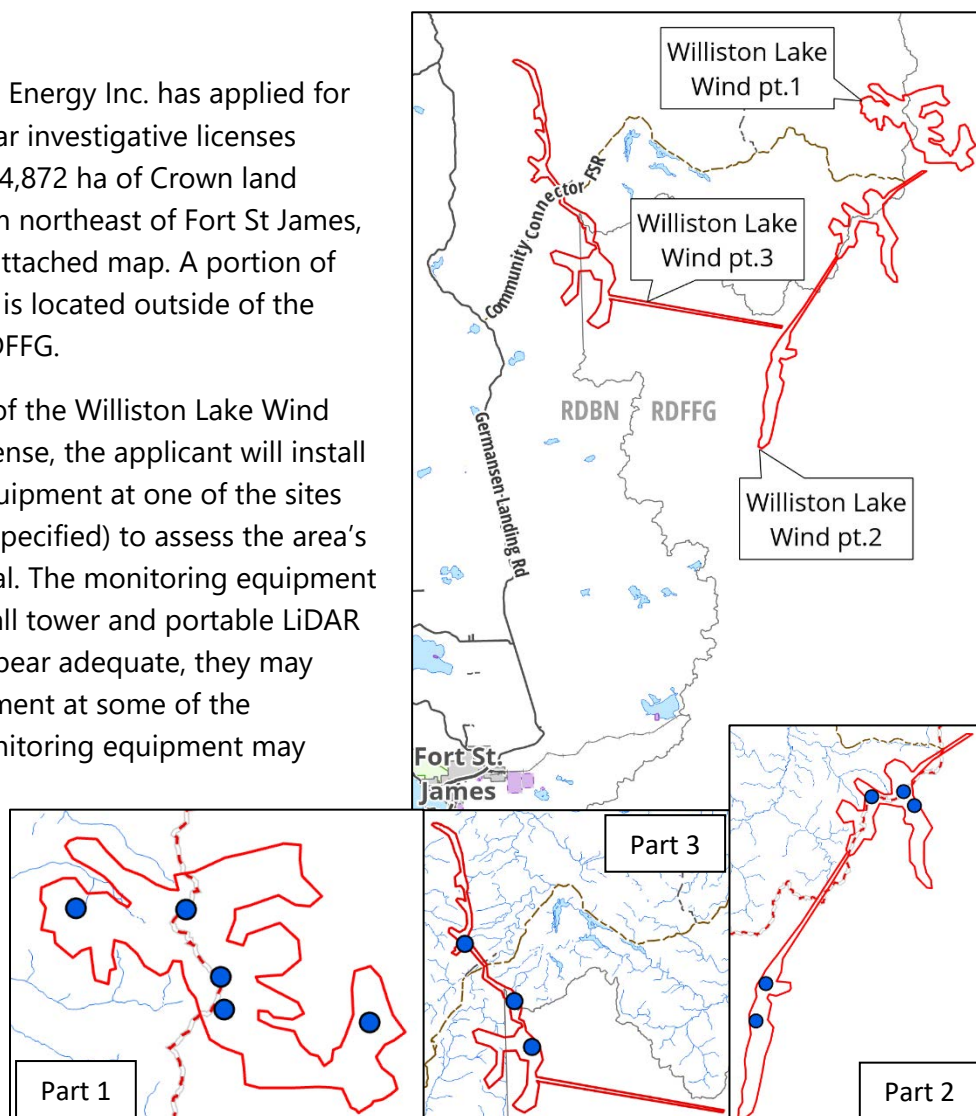 Energy Inc. has applied for
ar investigative licenses
4,872 ha of Crown land
northeast of Fort St James,
ttached map. A portion of
is located outside of the
DFFG.
of the Williston Lake Wind
ense, the applicant will install
quipment at one of the sites
pecified) to assess the area's
al. The monitoring equipment
all tower and portable LiDAR
pear adequate, they may
ment at some of the
nitoring equipment may
Williston Lake
Wind pt.1
Community Connector FSR
Williston Lake
Wind pt.3
RDBN RDFFG
Germansen Landing Rd
Williston Lake
Wind pt.2
Fort St.
James
Part 3
Part 1
Part 2